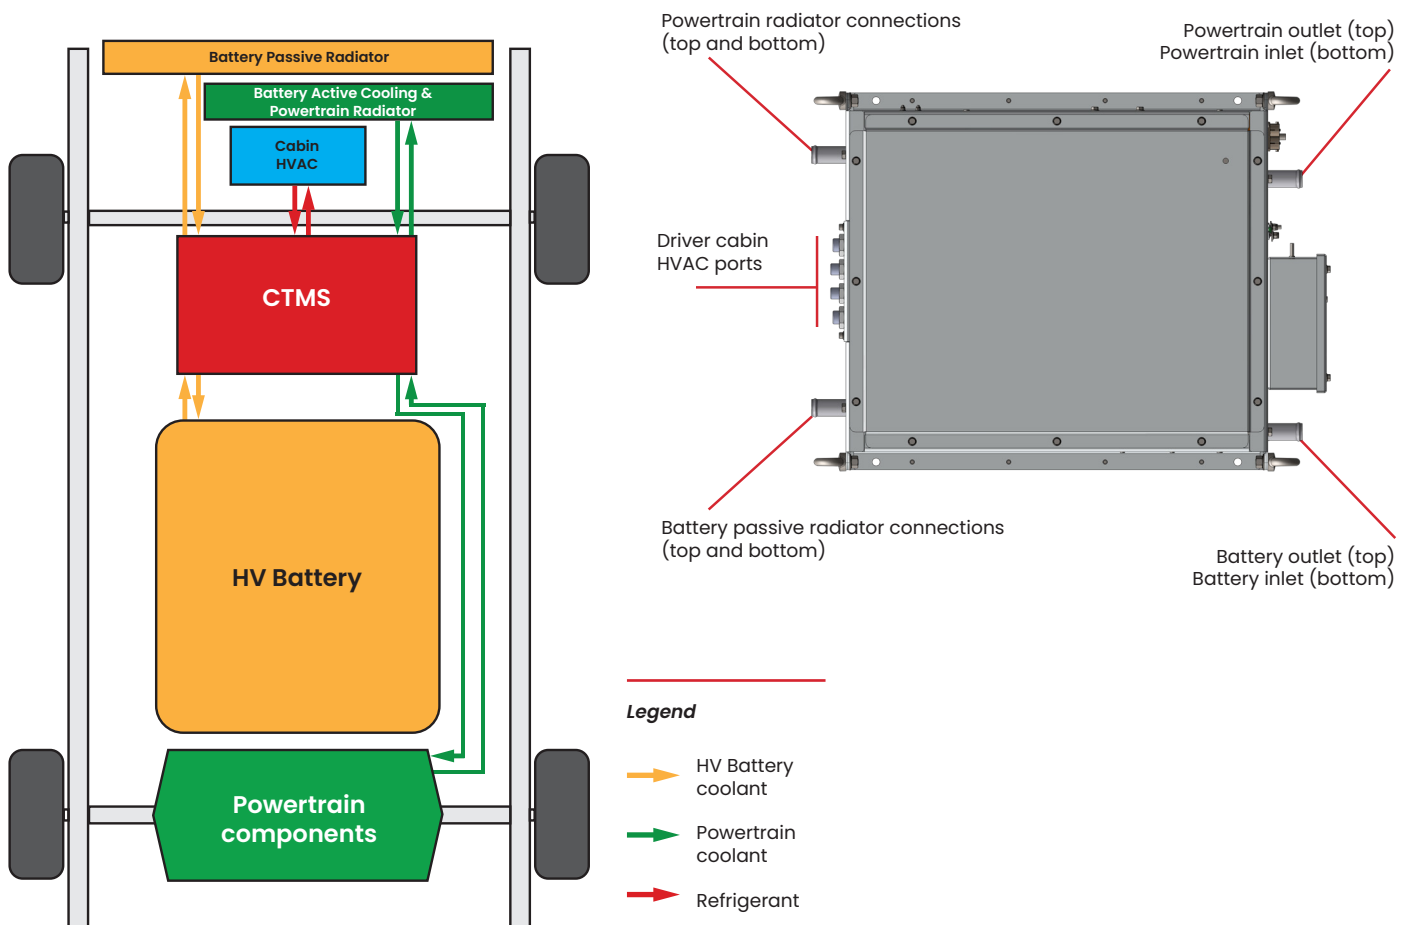 Battery Passive Radiator
Battery Active Cooling &
Powertrain Radiator
Cabin
HVAC
CTMS
HV Battery
Powertrain
components
Powertrain radiator connections
(top and bottom)
Powertrain outlet (top)
Powertrain inlet (bottom)
Driver cabin
HVAC ports
Battery passive radiator connections
(top and bottom)
Battery outlet (top)
Battery inlet (bottom)
Legend
HV Battery
coolant
Powertrain
coolant
Refrigerant